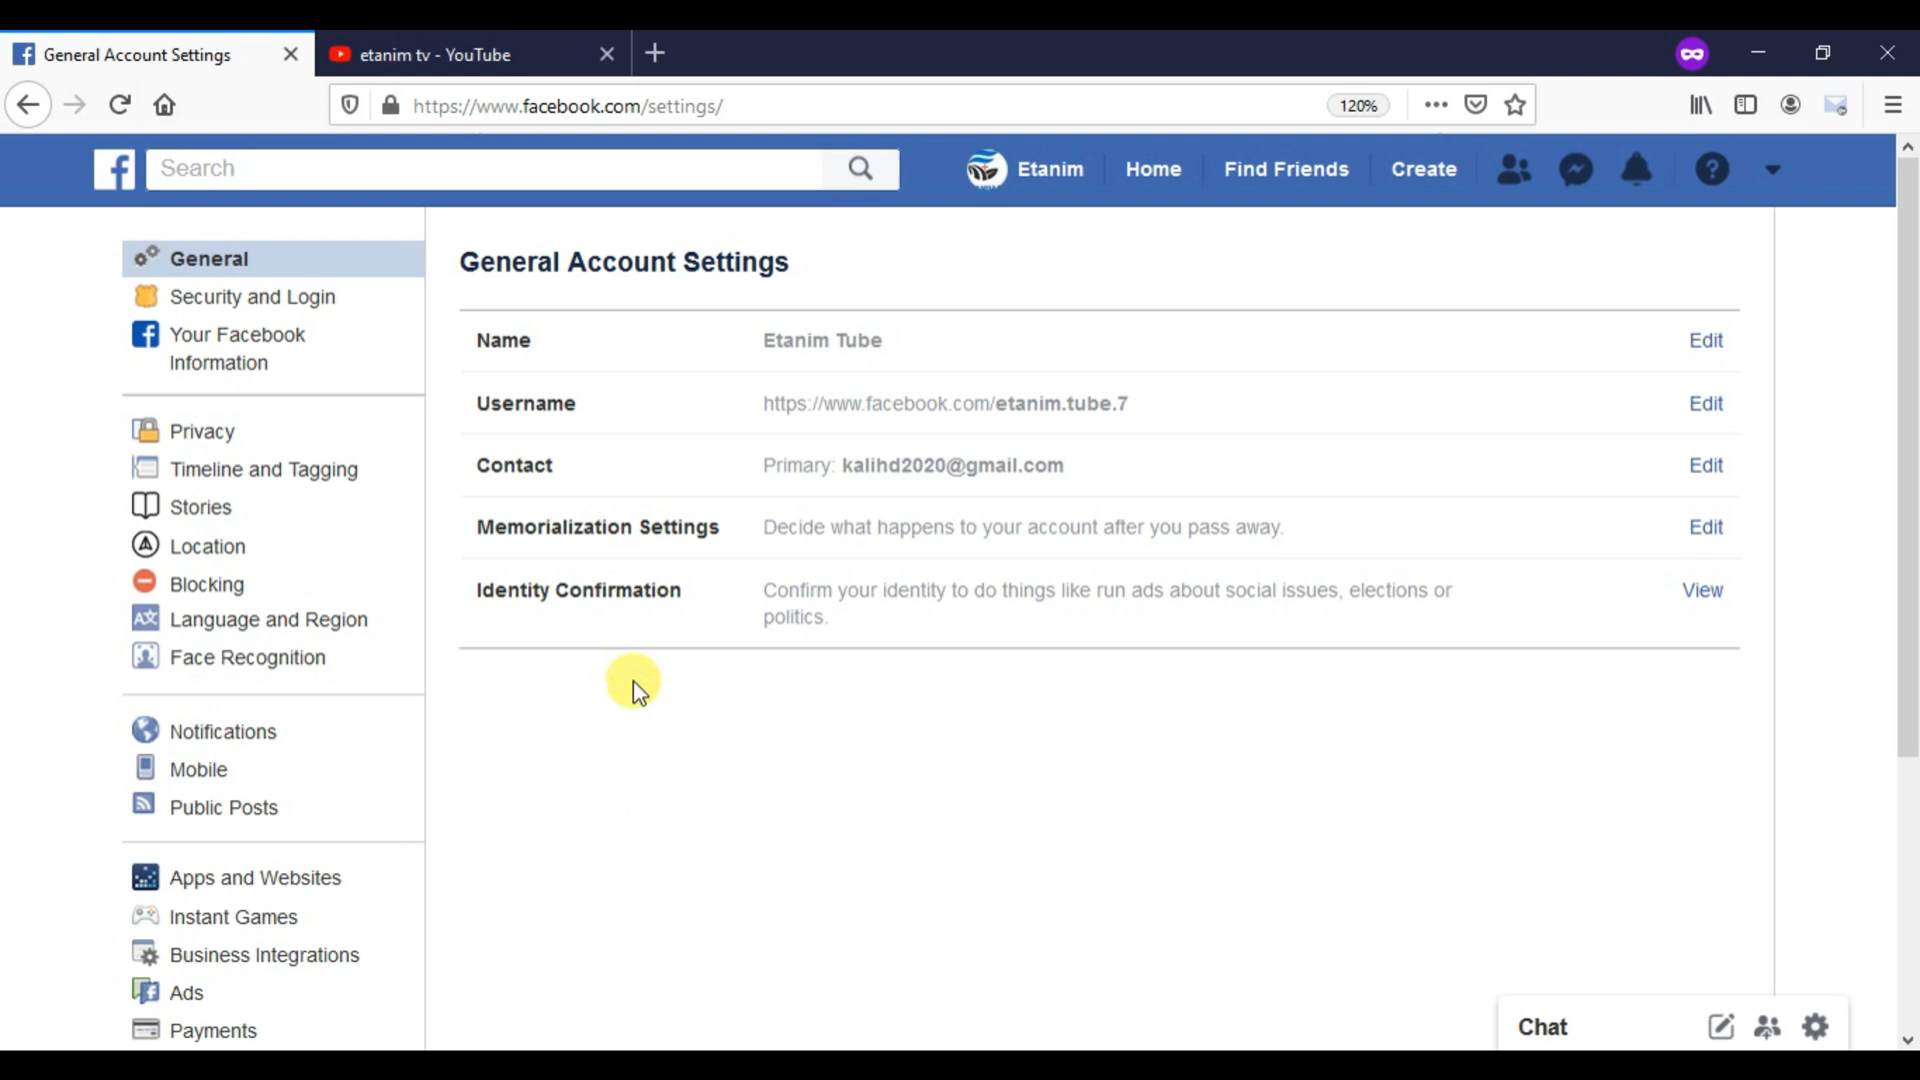 General Account Settings
etanim tv - YouTube
https://www.facebook.com/settings/
120%
Search
Etanim
Home
Find Friends
Create
General
Security and Login
Your Facebook
Information
Privacy
Timeline and Tagging
Stories
Location
Blocking
Language and Region
Face Recognition
Notifications
Mobile
Public Posts
Apps and Websites
Instant Games
Business Integrations
Ads
Payments
General Account Settings
Name Etanim Tube Edit
Username https://www.facebook.com/etanim.tube.7 Edit
Contact Primary: kalihd2020@gmail.com Edit
Memorialization Settings Decide what happens to your account after you pass away. Edit
Identity Confirmation Confirm your identity to do things like run ads about social issues, elections or View
politics.
Chat